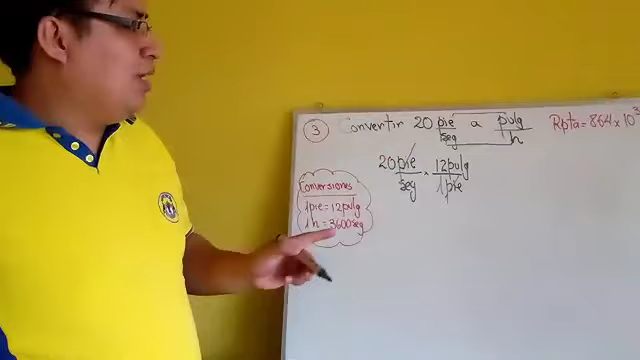 3 Convertir 20 pie/seg a pulg/h Rpta = 864 x 10³
20 pie/seg x 12 pulg/1 pie
Conversiones
1 pie = 12 pulg
1 h = 3600 seg